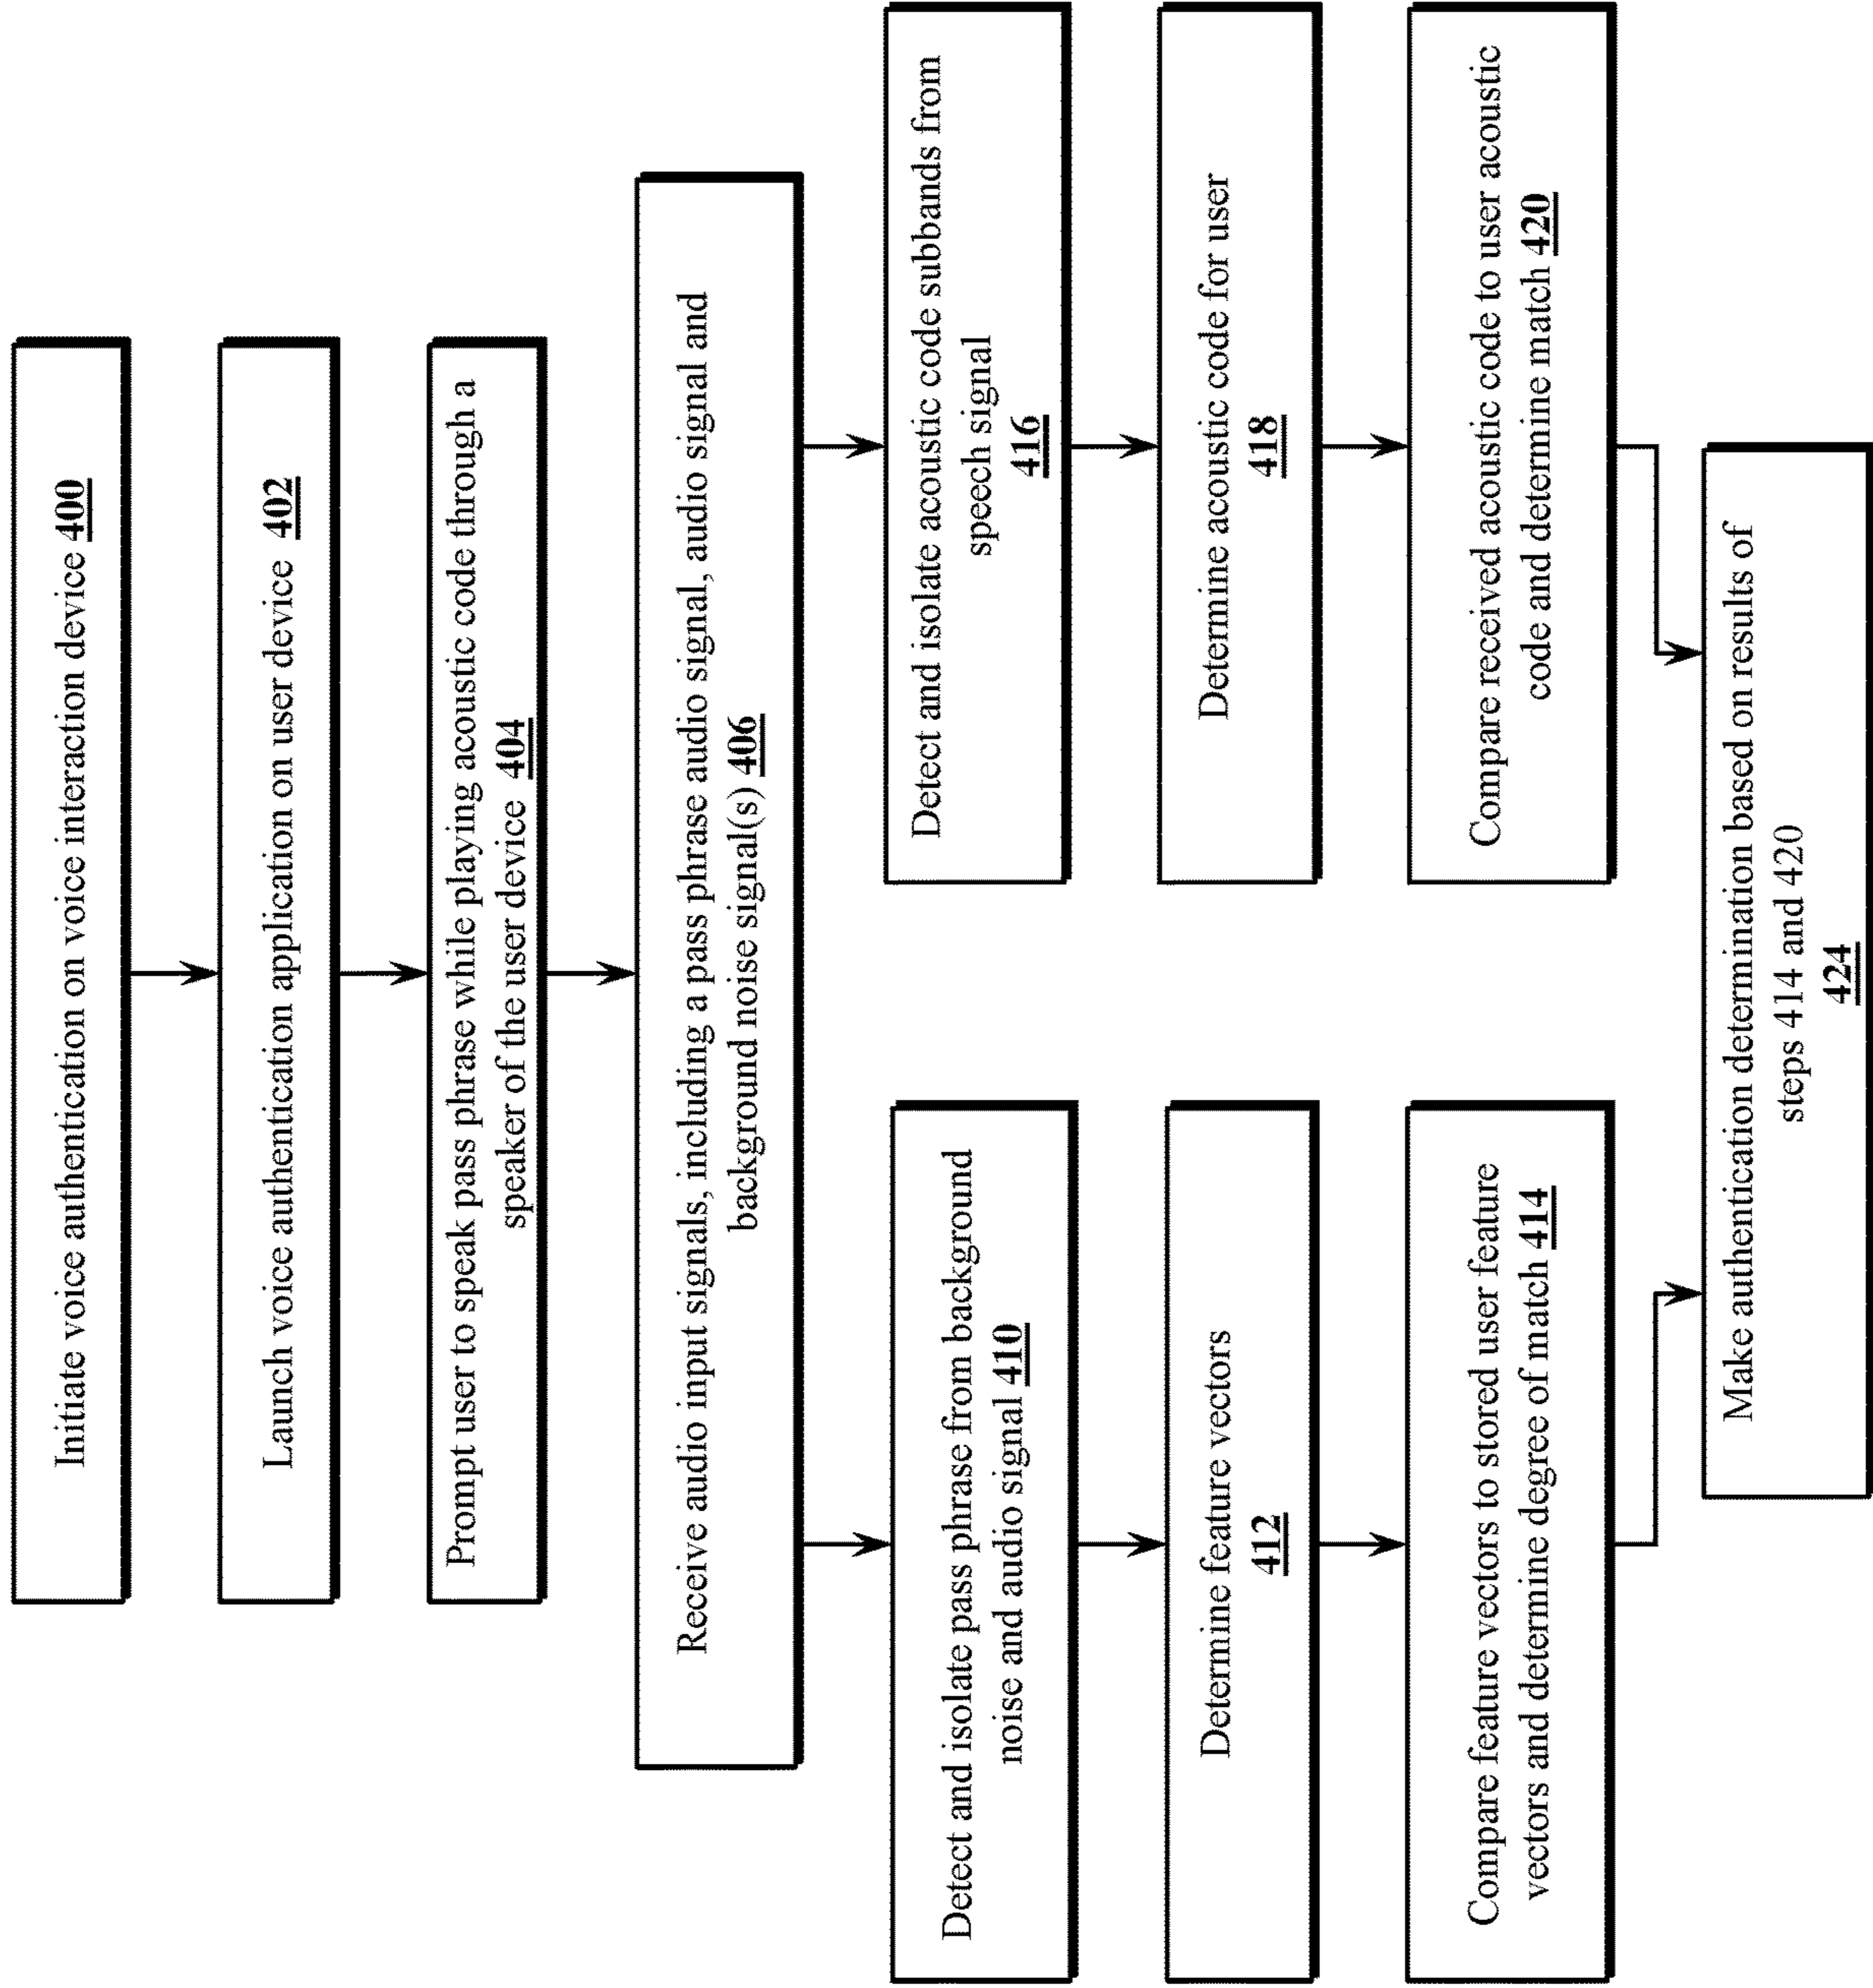 Initiate voice authentication on voice interaction device 400
Launch voice authentication application on user device 402
Prompt user to speak pass phrase while playing acoustic code through a
speaker of the user device 404
Receive audio input signals, including a pass phrase audio signal, audio signal and
background noise signal(s) 406
Detect and isolate pass phrase from background
noise and audio signal 410
Determine feature vectors
412
Compare feature vectors to stored user feature
vectors and determine degree of match 414
Detect and isolate acoustic code subbands from
speech signal
416
Determine acoustic code for user
418
Compare received acoustic code to user acoustic
code and determine match 420
Make authentication determination based on results of
steps 414 and 420
424